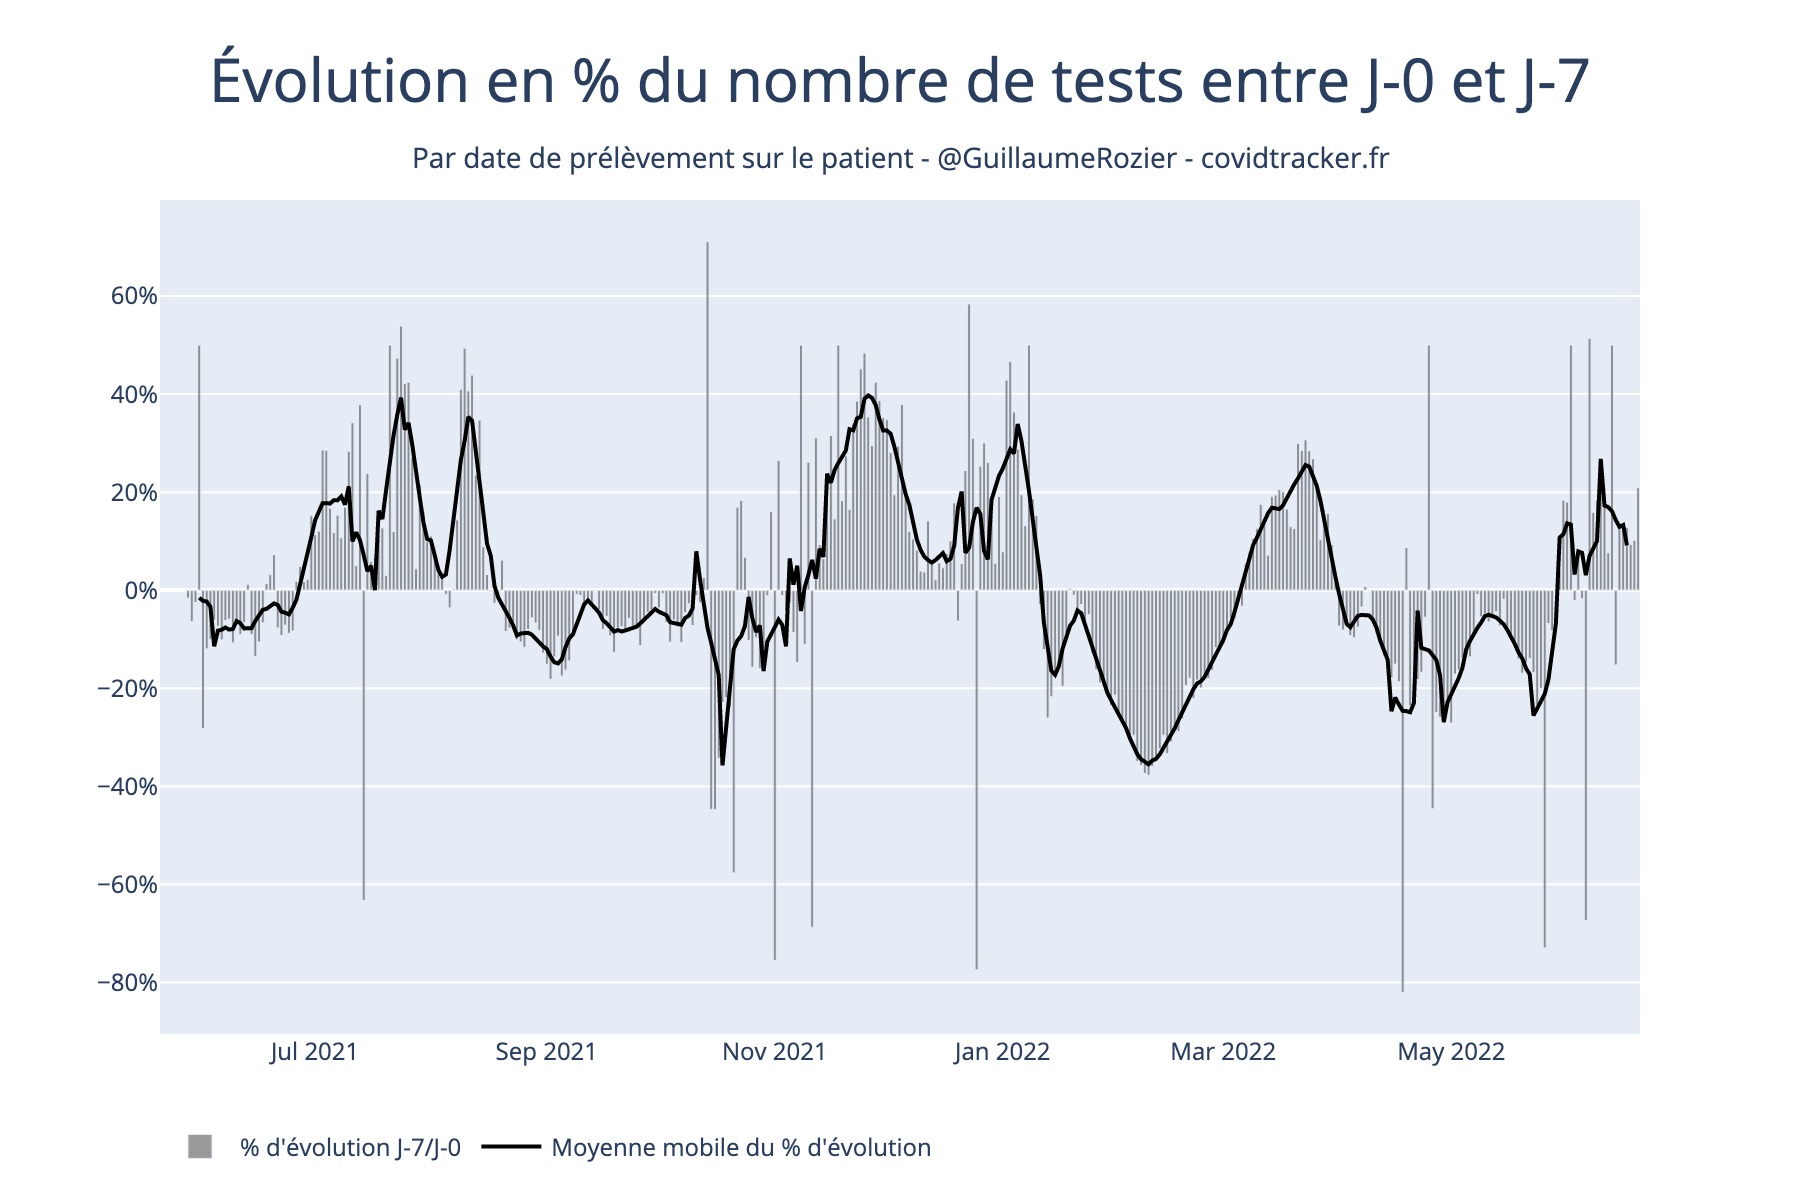 Évolution en % du nombre de tests entre J-0 et J-7
Par date de prélèvement sur le patient - @GuillaumeRozier - covidtracker.fr
60%
40%
20%
0%
−20%
−40%
−60%
−80%
Jul 2021 Sep 2021 Nov 2021 Jan 2022 Mar 2022 May 2022
% d'évolution J-7/J-0 Moyenne mobile du % d'évolution